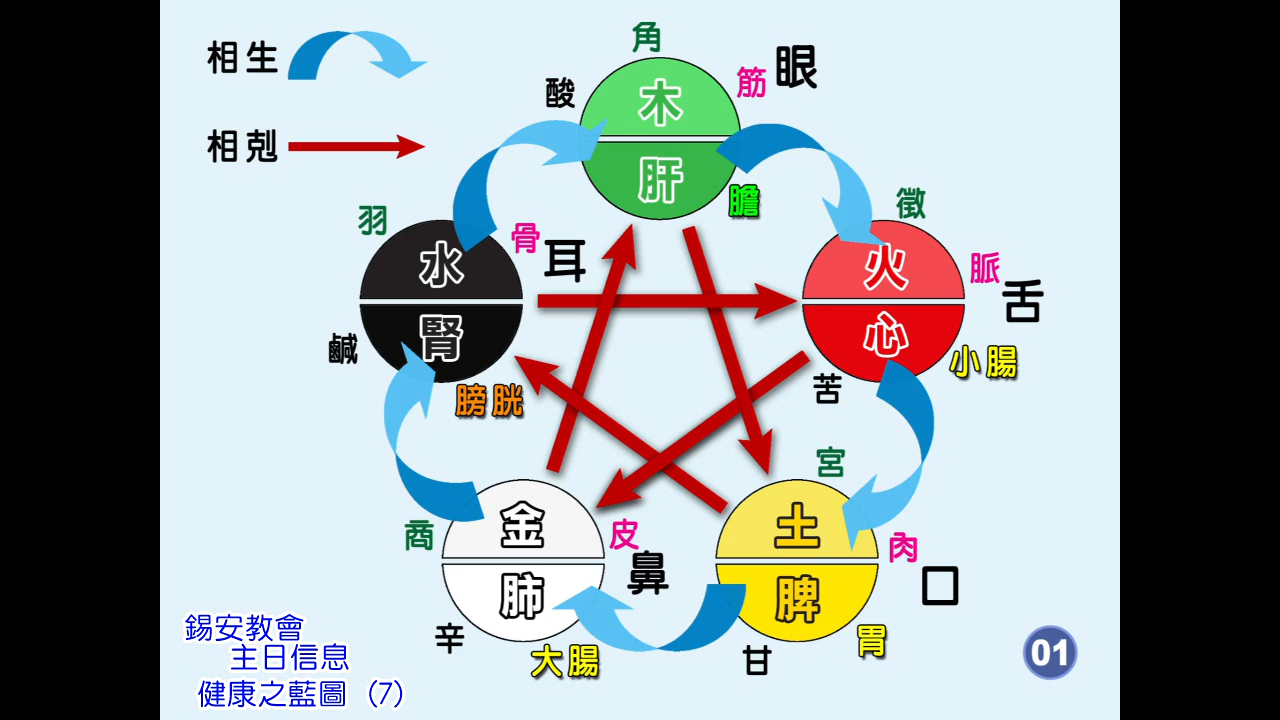 相生
相剋
角
酸
木
肝
筋
眼
膽
羽
水
腎
骨
耳
鹹
膀胱
徵
火
心
脈
舌
小腸
苦
商
金
肺
皮
鼻
辛
大腸
宮
土
脾
肉
口
胃
甘
錫安教會
主日信息
健康之藍圖 (7)
01